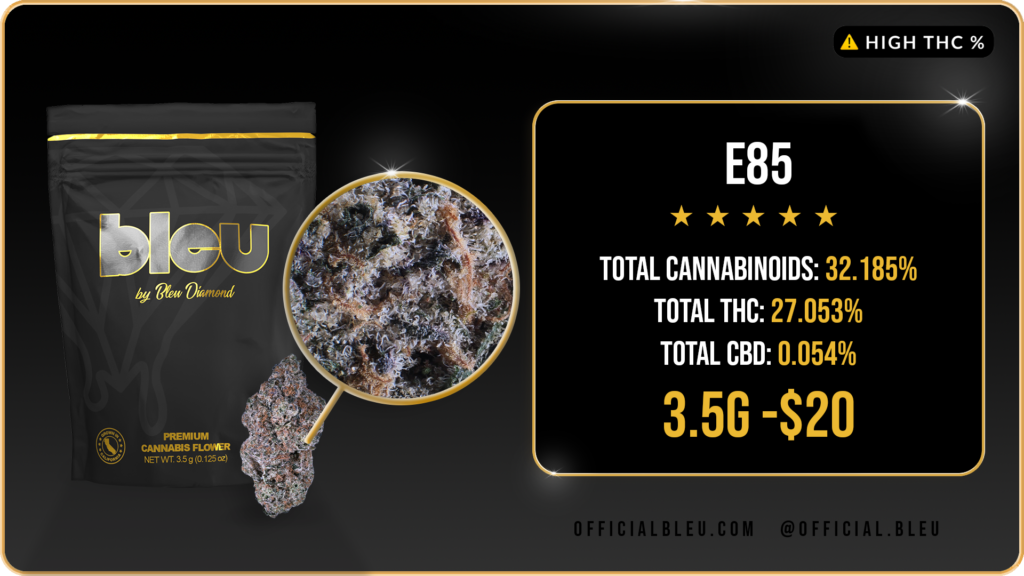 HIGH THC %
bleu
by Bleu Diamond
PREMIUM
CANNABIS FLOWER
NET WT. 3.5 g (0.125 oz)
E85
TOTAL CANNABINOIDS: 32.185%
TOTAL THC: 27.053%
TOTAL CBD: 0.054%
3.5G -$20
OFFICIALBLEU.COM @OFFICIAL.BLEU